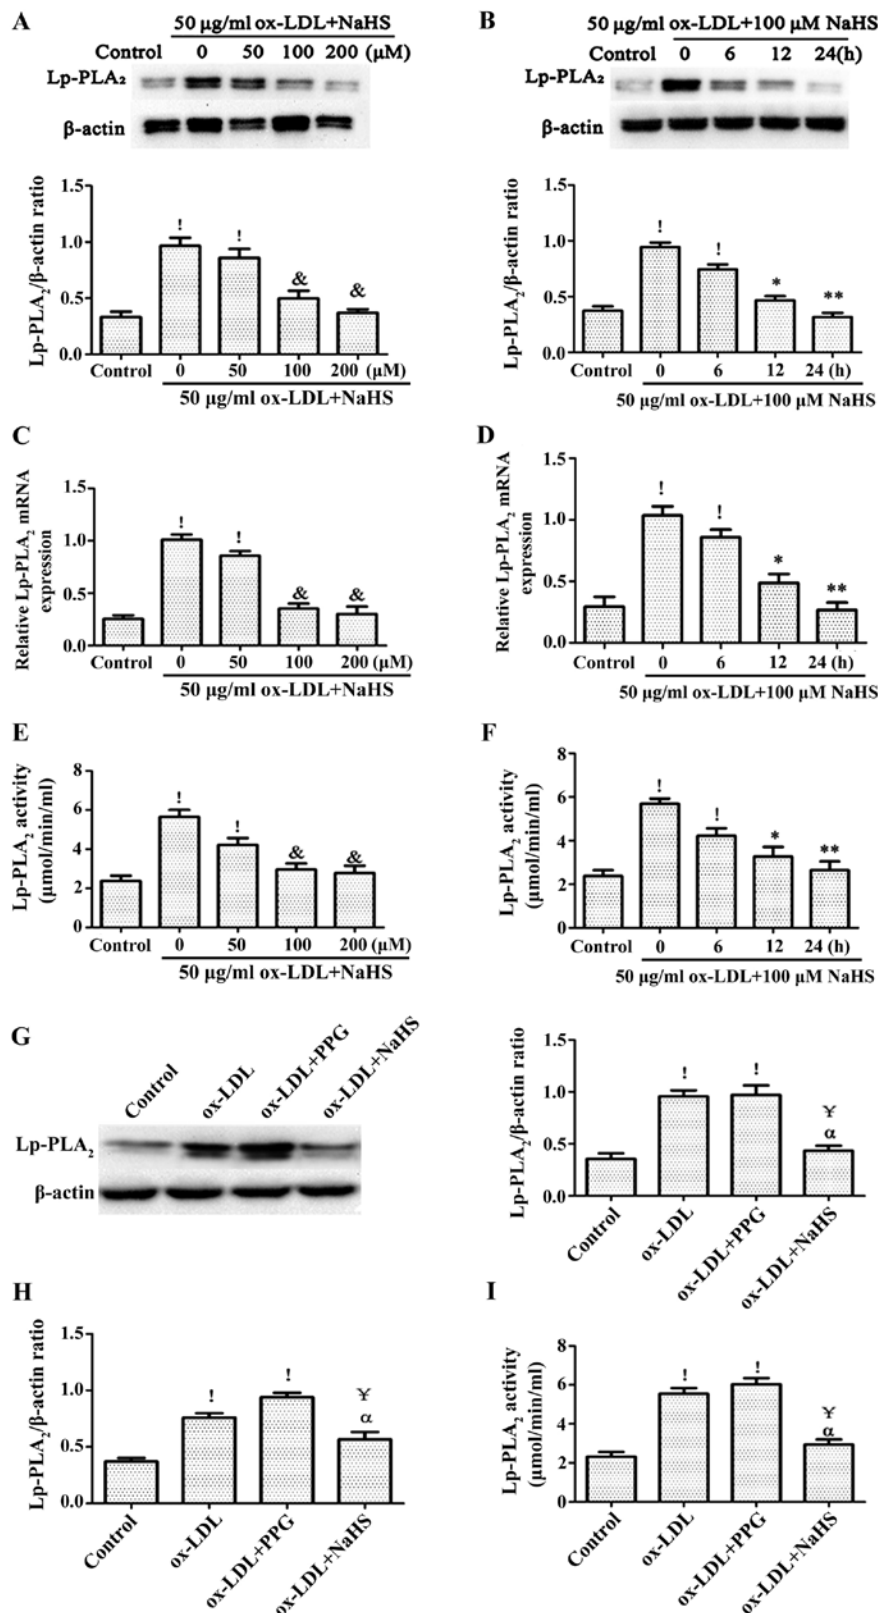 A
50 μg/ml ox-LDL+NaHS
Control 0 50 100 200 (μM)
Lp-PLA₂
β-actin
1.5
1.0
0.5
0.0
Lp-PLA₂/β-actin ratio
! ! & &
Control 0 50 100 200 (μM)
50 μg/ml ox-LDL+NaHS
B
50 μg/ml ox-LDL+100 μM NaHS
Control 0 6 12 24(h)
Lp-PLA₂
β-actin
1.5
1.0
0.5
0.0
Lp-PLA₂/β-actin ratio
! ! * **
Control 0 6 12 24 (h)
50 μg/ml ox-LDL+100 μM NaHS
C
1.5
1.0
0.5
0.0
Relative Lp-PLA₂ mRNA
expression
! ! & &
Control 0 50 100 200 (μM)
50 μg/ml ox-LDL+NaHS
D
1.5
1.0
0.5
0.0
Relative Lp-PLA₂ mRNA
expression
! ! * **
Control 0 6 12 24 (h)
50 μg/ml ox-LDL+100 μM NaHS
E
8
6
4
2
0
Lp-PLA₂ activity
(μmol/min/ml)
! ! & &
Control 0 50 100 200 (μM)
50 μg/ml ox-LDL+NaHS
F
8
6
4
2
0
Lp-PLA₂ activity
(μmol/min/ml)
! ! * **
Control 0 6 12 24 (h)
50 μg/ml ox-LDL+100 μM NaHS
G
Control ox-LDL ox-LDL+PPG ox-LDL+NaHS
Lp-PLA₂
β-actin
1.5
1.0
0.5
0.0
Lp-PLA₂/β-actin ratio
! ! ¥
α
Control ox-LDL ox-LDL+PPG ox-LDL+NaHS
H
1.5
1.0
0.5
0.0
Lp-PLA₂/β-actin ratio
! ! ¥
α
Control ox-LDL ox-LDL+PPG ox-LDL+NaHS
I
8
6
4
2
0
Lp-PLA₂ activity
(μmol/min/ml)
! ! ¥
α
Control ox-LDL ox-LDL+PPG ox-LDL+NaHS